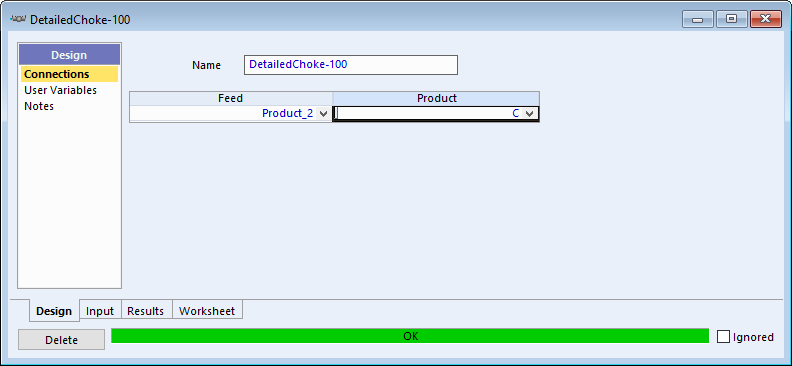 DetailedChoke-100
Design
Connections
User Variables
Notes
Name DetailedChoke-100
Feed Product
Product_2 C
Design Input Results Worksheet
Delete OK Ignored